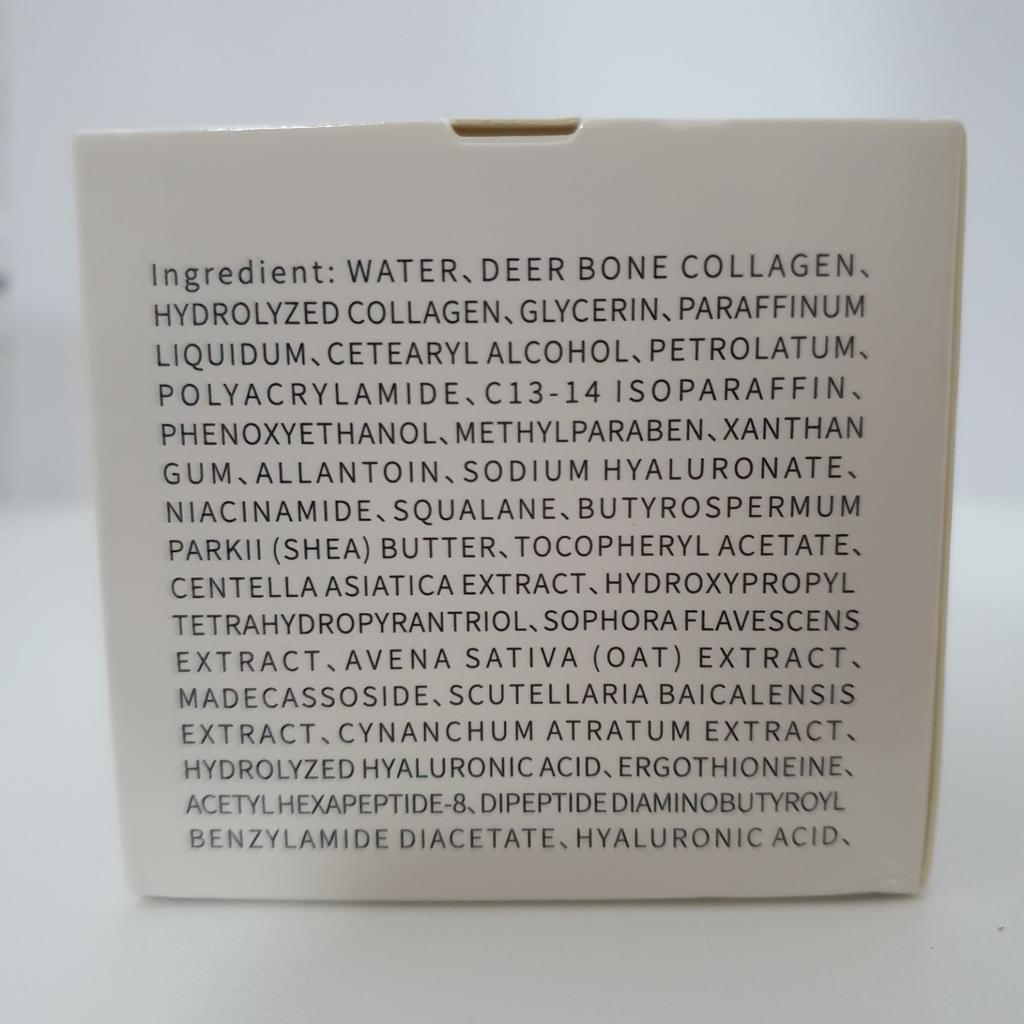 Ingredient: WATER、DEER BONE COLLAGEN、
HYDROLYZED COLLAGEN、GLYCERIN、PARAFFINUM
LIQUIDUM、CETEARYL ALCOHOL、PETROLATUM、
POLYACRYLAMIDE、C13-14 ISOPARAFFIN、
PHENOXYETHANOL、METHYLPARABEN、XANTHAN
GUM、ALLANTOIN、SODIUM HYALURONATE、
NIACINAMIDE、SQUALANE、BUTYROSPERMUM
PARKII (SHEA) BUTTER、TOCOPHERYL ACETATE、
CENTELLA ASIATICA EXTRACT、HYDROXYPROPYL
TETRAHYDROPYRANTRIOL、SOPHORA FLAVESCENS
EXTRACT、AVENA SATIVA (OAT) EXTRACT、
MADECASSOSIDE、SCUTELLARIA BAICALENSIS
EXTRACT、CYNANCHUM ATRATUM EXTRACT、
HYDROLYZED HYALURONIC ACID、ERGOTHIONEINE、
ACETYL HEXAPEPTIDE-8、DIPEPTIDE DIAMINOBUTYROYL
BENZYLAMIDE DIACETATE、HYALURONIC ACID、